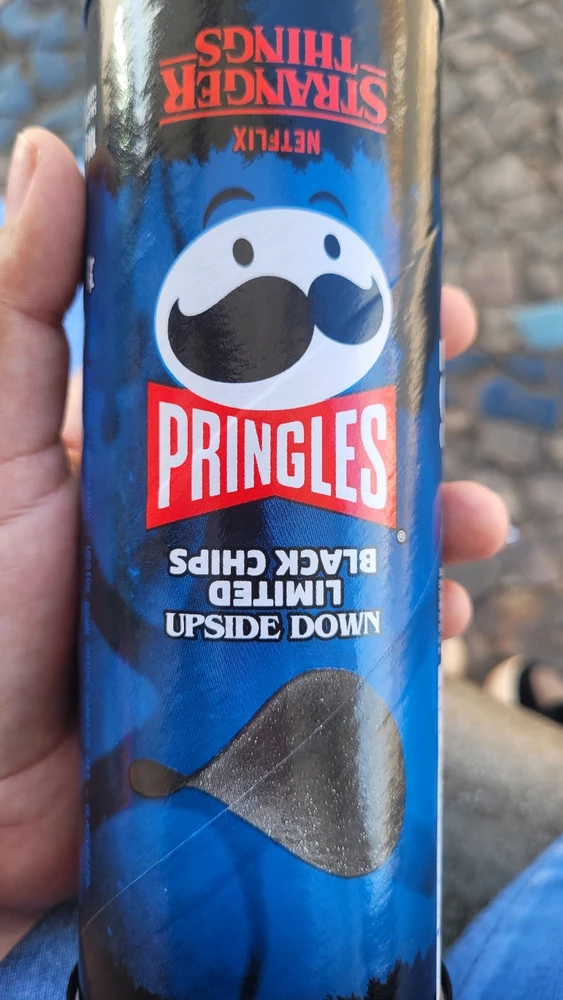 STRANGER
THINGS
NETFLIX
PRINGLES
UPSIDE DOWN
LIMITED
BLACK CHIPS